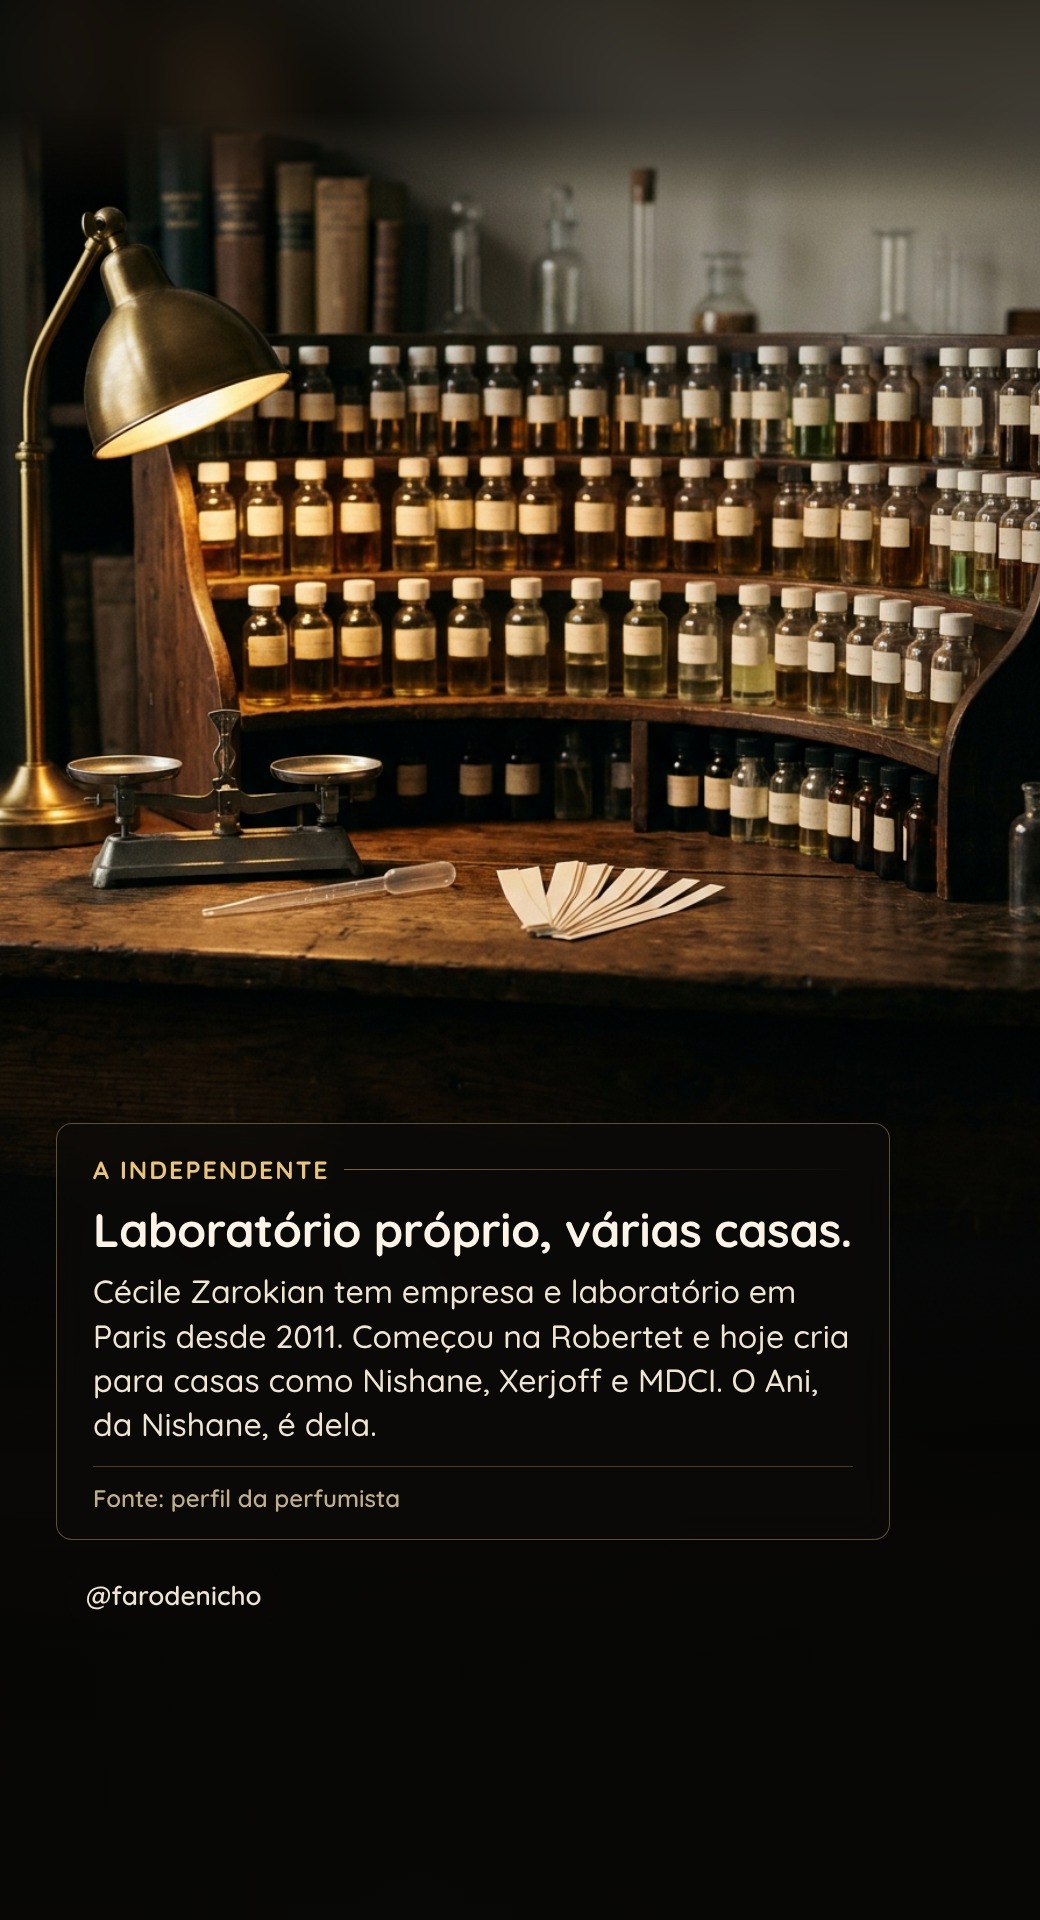 A INDEPENDENTE
Laboratório próprio, várias casas.
Cécile Zarokian tem empresa e laboratório em
Paris desde 2011. Começou na Robertet e hoje cria
para casas como Nishane, Xerjoff e MDCI. O Ani,
da Nishane, é dela.
Fonte: perfil da perfumista
@farodenicho